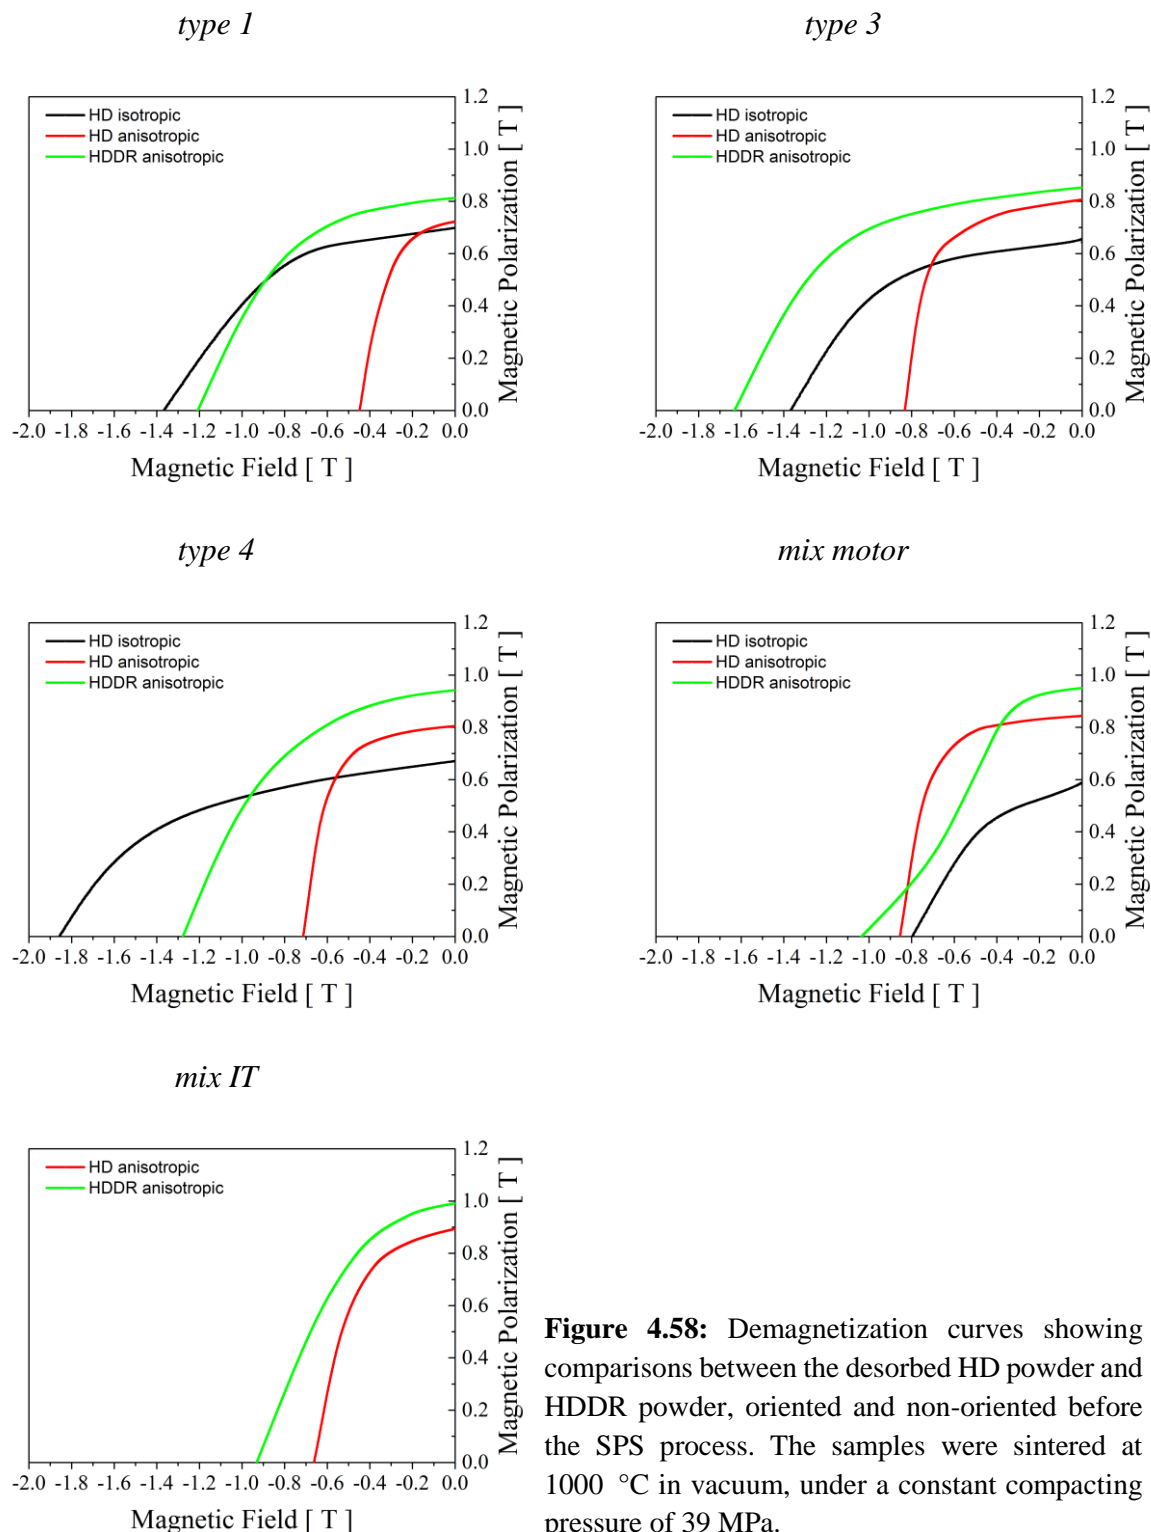 type 1
type 3
HD isotropic
HD anisotropic
HDDR anisotropic
1.2
1.0
0.8
0.6
0.4
0.2
0.0
Magnetic Polarization [ T ]
-2.0 -1.8 -1.6 -1.4 -1.2 -1.0 -0.8 -0.6 -0.4 -0.2 0.0
Magnetic Field [ T ]
HD isotropic
HD anisotropic
HDDR anisotropic
1.2
1.0
0.8
0.6
0.4
0.2
0.0
Magnetic Polarization [ T ]
-2.0 -1.8 -1.6 -1.4 -1.2 -1.0 -0.8 -0.6 -0.4 -0.2 0.0
Magnetic Field [ T ]
type 4
mix motor
HD isotropic
HD anisotropic
HDDR anisotropic
1.2
1.0
0.8
0.6
0.4
0.2
0.0
Magnetic Polarization [ T ]
-2.0 -1.8 -1.6 -1.4 -1.2 -1.0 -0.8 -0.6 -0.4 -0.2 0.0
Magnetic Field [ T ]
HD isotropic
HD anisotropic
HDDR anisotropic
1.2
1.0
0.8
0.6
0.4
0.2
0.0
Magnetic Polarization [ T ]
-2.0 -1.8 -1.6 -1.4 -1.2 -1.0 -0.8 -0.6 -0.4 -0.2 0.0
Magnetic Field [ T ]
mix IT
HD anisotropic
HDDR anisotropic
1.2
1.0
0.8
0.6
0.4
0.2
0.0
Magnetic Polarization [ T ]
-2.0 -1.8 -1.6 -1.4 -1.2 -1.0 -0.8 -0.6 -0.4 -0.2 0.0
Magnetic Field [ T ]
Figure 4.58: Demagnetization curves showing
comparisons between the desorbed HD powder and
HDDR powder, oriented and non-oriented before
the SPS process. The samples were sintered at
1000 °C in vacuum, under a constant compacting
pressure of 39 MPa.